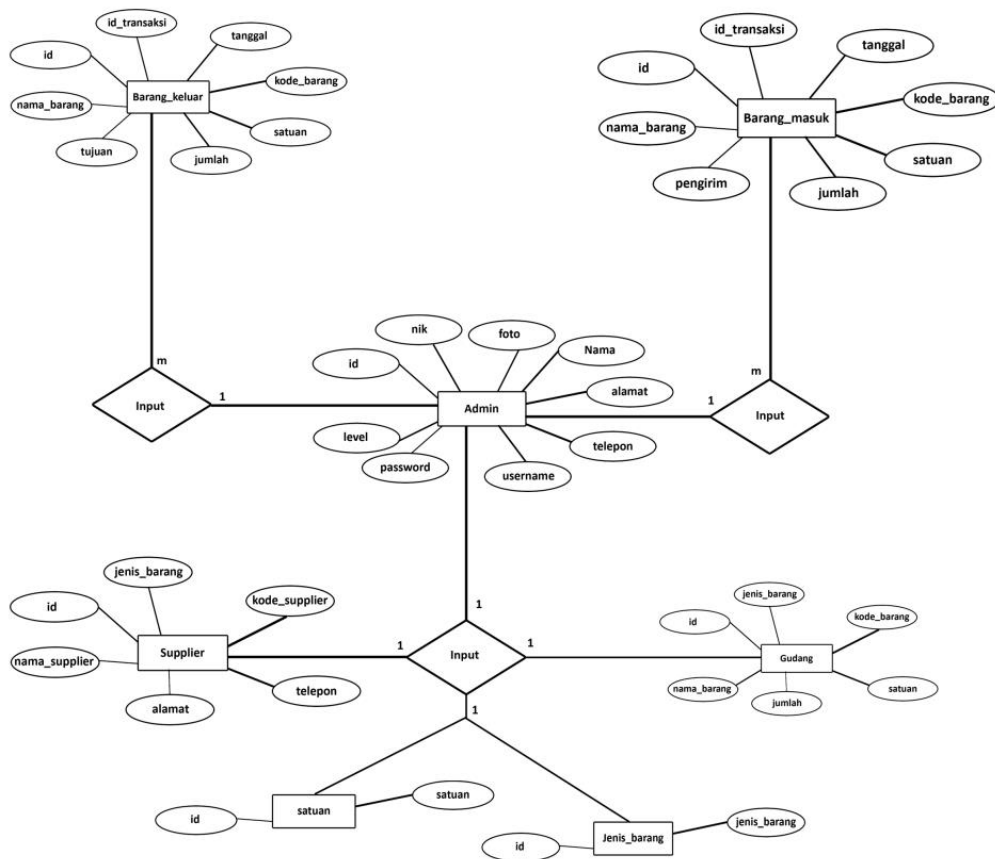 id_transaksi
tanggal
id
kode_barang
Barang_keluar
nama_barang
satuan
tujuan
jumlah
id_transaksi
tanggal
id
kode_barang
Barang_masuk
nama_barang
satuan
pengirim
jumlah
m
Input
1
nik
foto
Nama
id
alamat
Admin
level
telepon
password
username
1
m
Input
1
jenis_barang
id
kode_supplier
Supplier
nama_supplier
telepon
alamat
1
Input
1
1
jenis_barang
id
kode_barang
Gudang
nama_barang
satuan
jumlah
satuan
satuan
id
Jenis_barang
jenis_barang
id